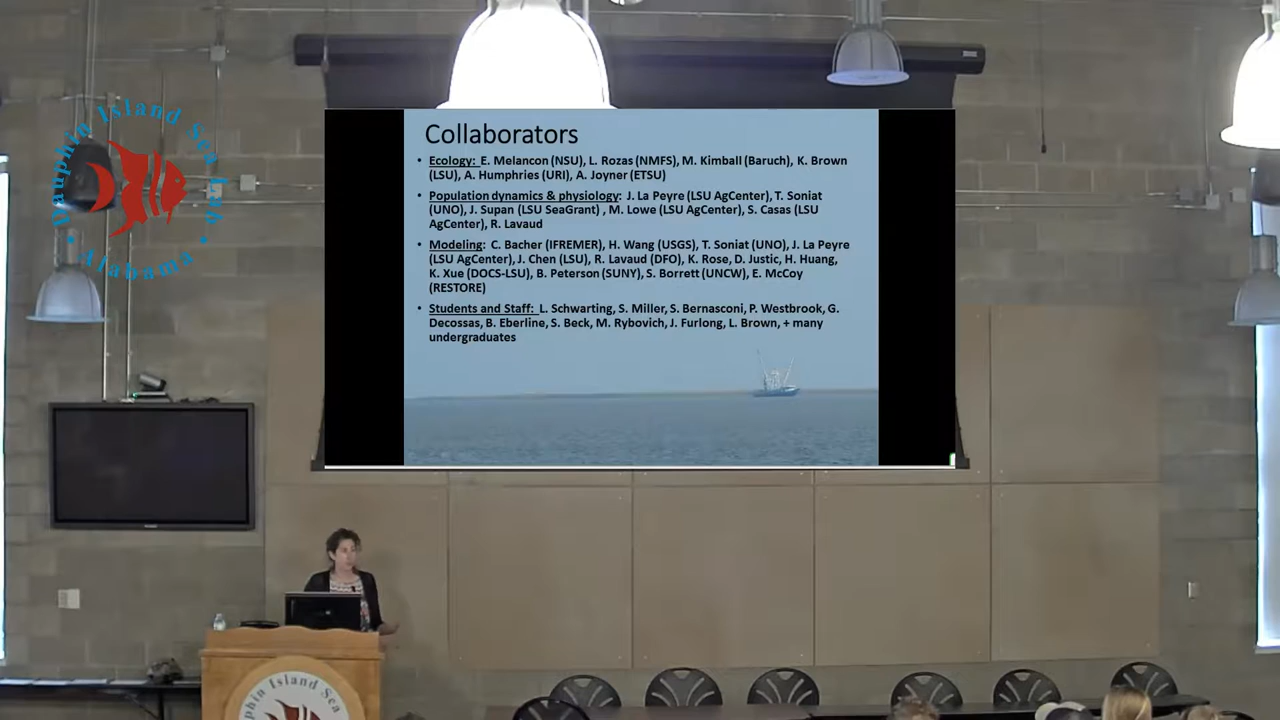 Dauphin Island Sea Lab
Alabama
Collaborators
• Ecology: E. Melancon (NSU), L. Rozas (NMFS), M. Kimball (Baruch), K. Brown
(LSU), A. Humphries (URI), A. Joyner (ETSU)
• Population dynamics & physiology: J. La Peyre (LSU AgCenter), T. Soniat
(UNO), J. Supan (LSU SeaGrant) , M. Lowe (LSU AgCenter), S. Casas (LSU
AgCenter), R. Lavaud
• Modeling: C. Bacher (IFREMER), H. Wang (USGS), T. Soniat (UNO), J. La Peyre
(LSU AgCenter), J. Chen (LSU), R. Lavaud (DFO), K. Rose, D. Justic, H. Huang,
K. Xue (DOCS-LSU), B. Peterson (SUNY), S. Borrett (UNCW), E. McCoy
(RESTORE)
• Students and Staff: L. Schwarting, S. Miller, S. Bernasconi, P. Westbrook, G.
Decossas, B. Eberline, S. Beck, M. Rybovich, J. Furlong, L. Brown, + many
undergraduates
Dauphin Island Sea